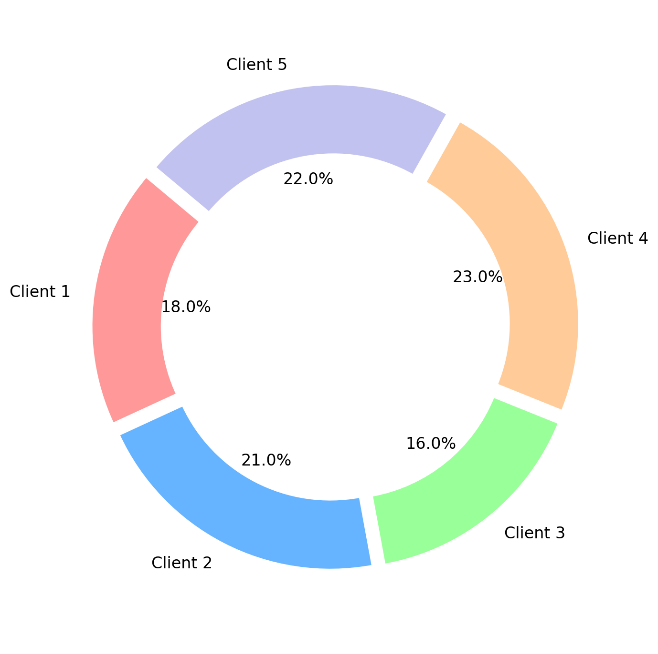 Client 5
22.0%
Client 4
23.0%
Client 1
18.0%
21.0%
16.0%
Client 3
Client 2